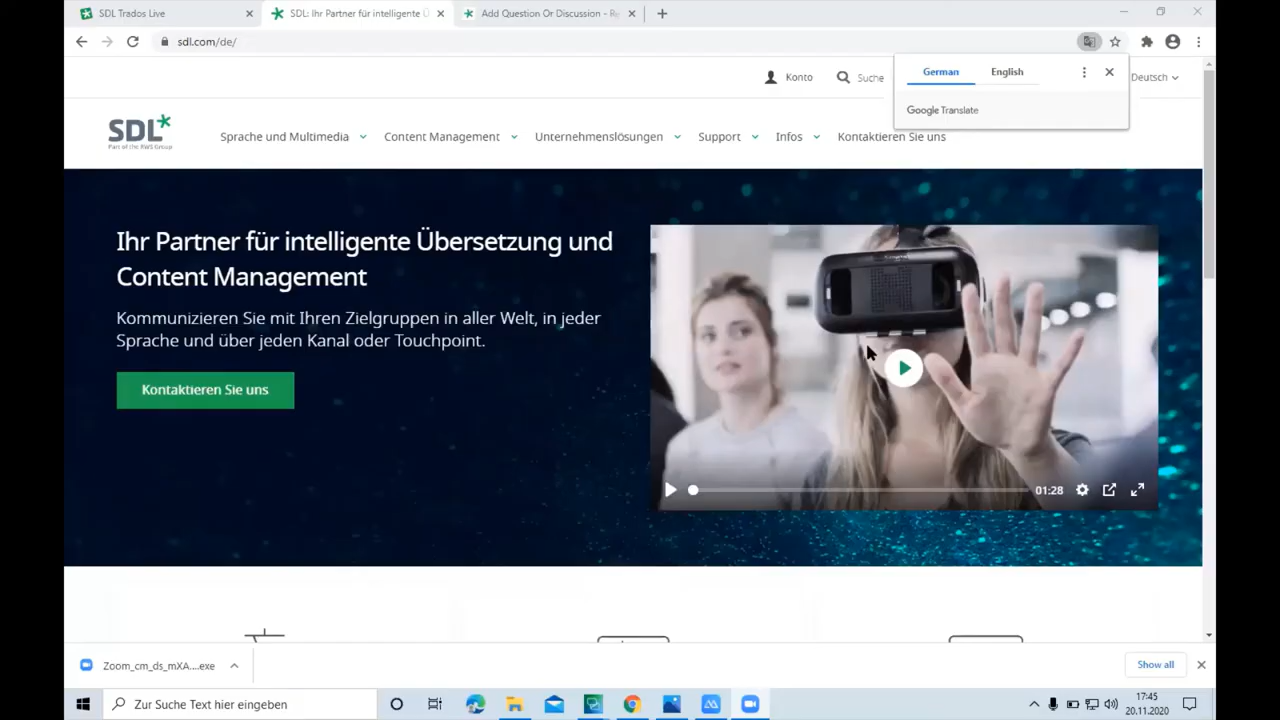 SDL Trados Live
SDL: Ihr Partner für intelligente Ü
Add Question Or Discussion - Re
sdl.com/de/
German
English
Google Translate
Konto
Suche
Deutsch
SDL
Part of the RWS Group
Sprache und Multimedia
Content Management
Unternehmenslösungen
Support
Infos
Kontaktieren Sie uns
Ihr Partner für intelligente Übersetzung und
Content Management
Kommunizieren Sie mit Ihren Zielgruppen in aller Welt, in jeder
Sprache und über jeden Kanal oder Touchpoint.
Kontaktieren Sie uns
01:28
Zoom_cm_ds_mXA....exe
Show all
Zur Suche Text hier eingeben
17:45
20.11.2020